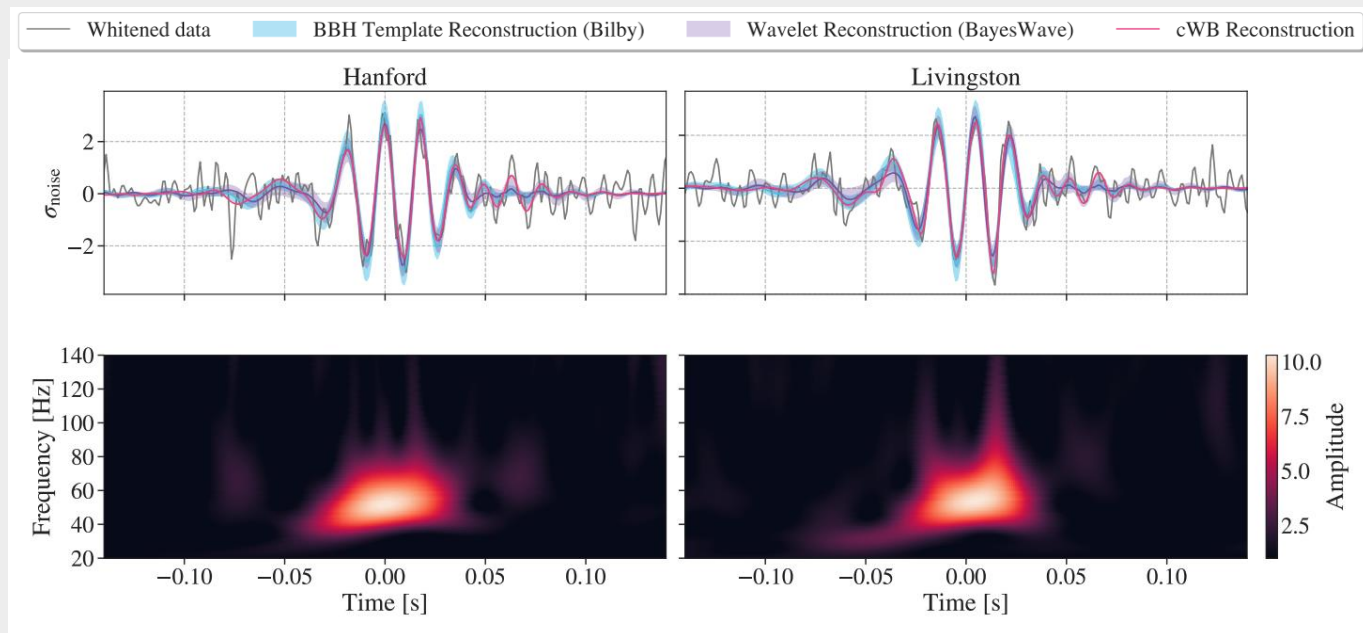 Whitened data BBH Template Reconstruction (Bilby) Wavelet Reconstruction (BayesWave) cWB Reconstruction
Hanford Livingston
2
0
−2
σnoise
140
120
100
80
60
40
20
Frequency [Hz]
10.0
7.5
5.0
2.5
Amplitude
−0.10 −0.05 0.00 0.05 0.10 −0.10 −0.05 0.00 0.05 0.10
Time [s] Time [s]